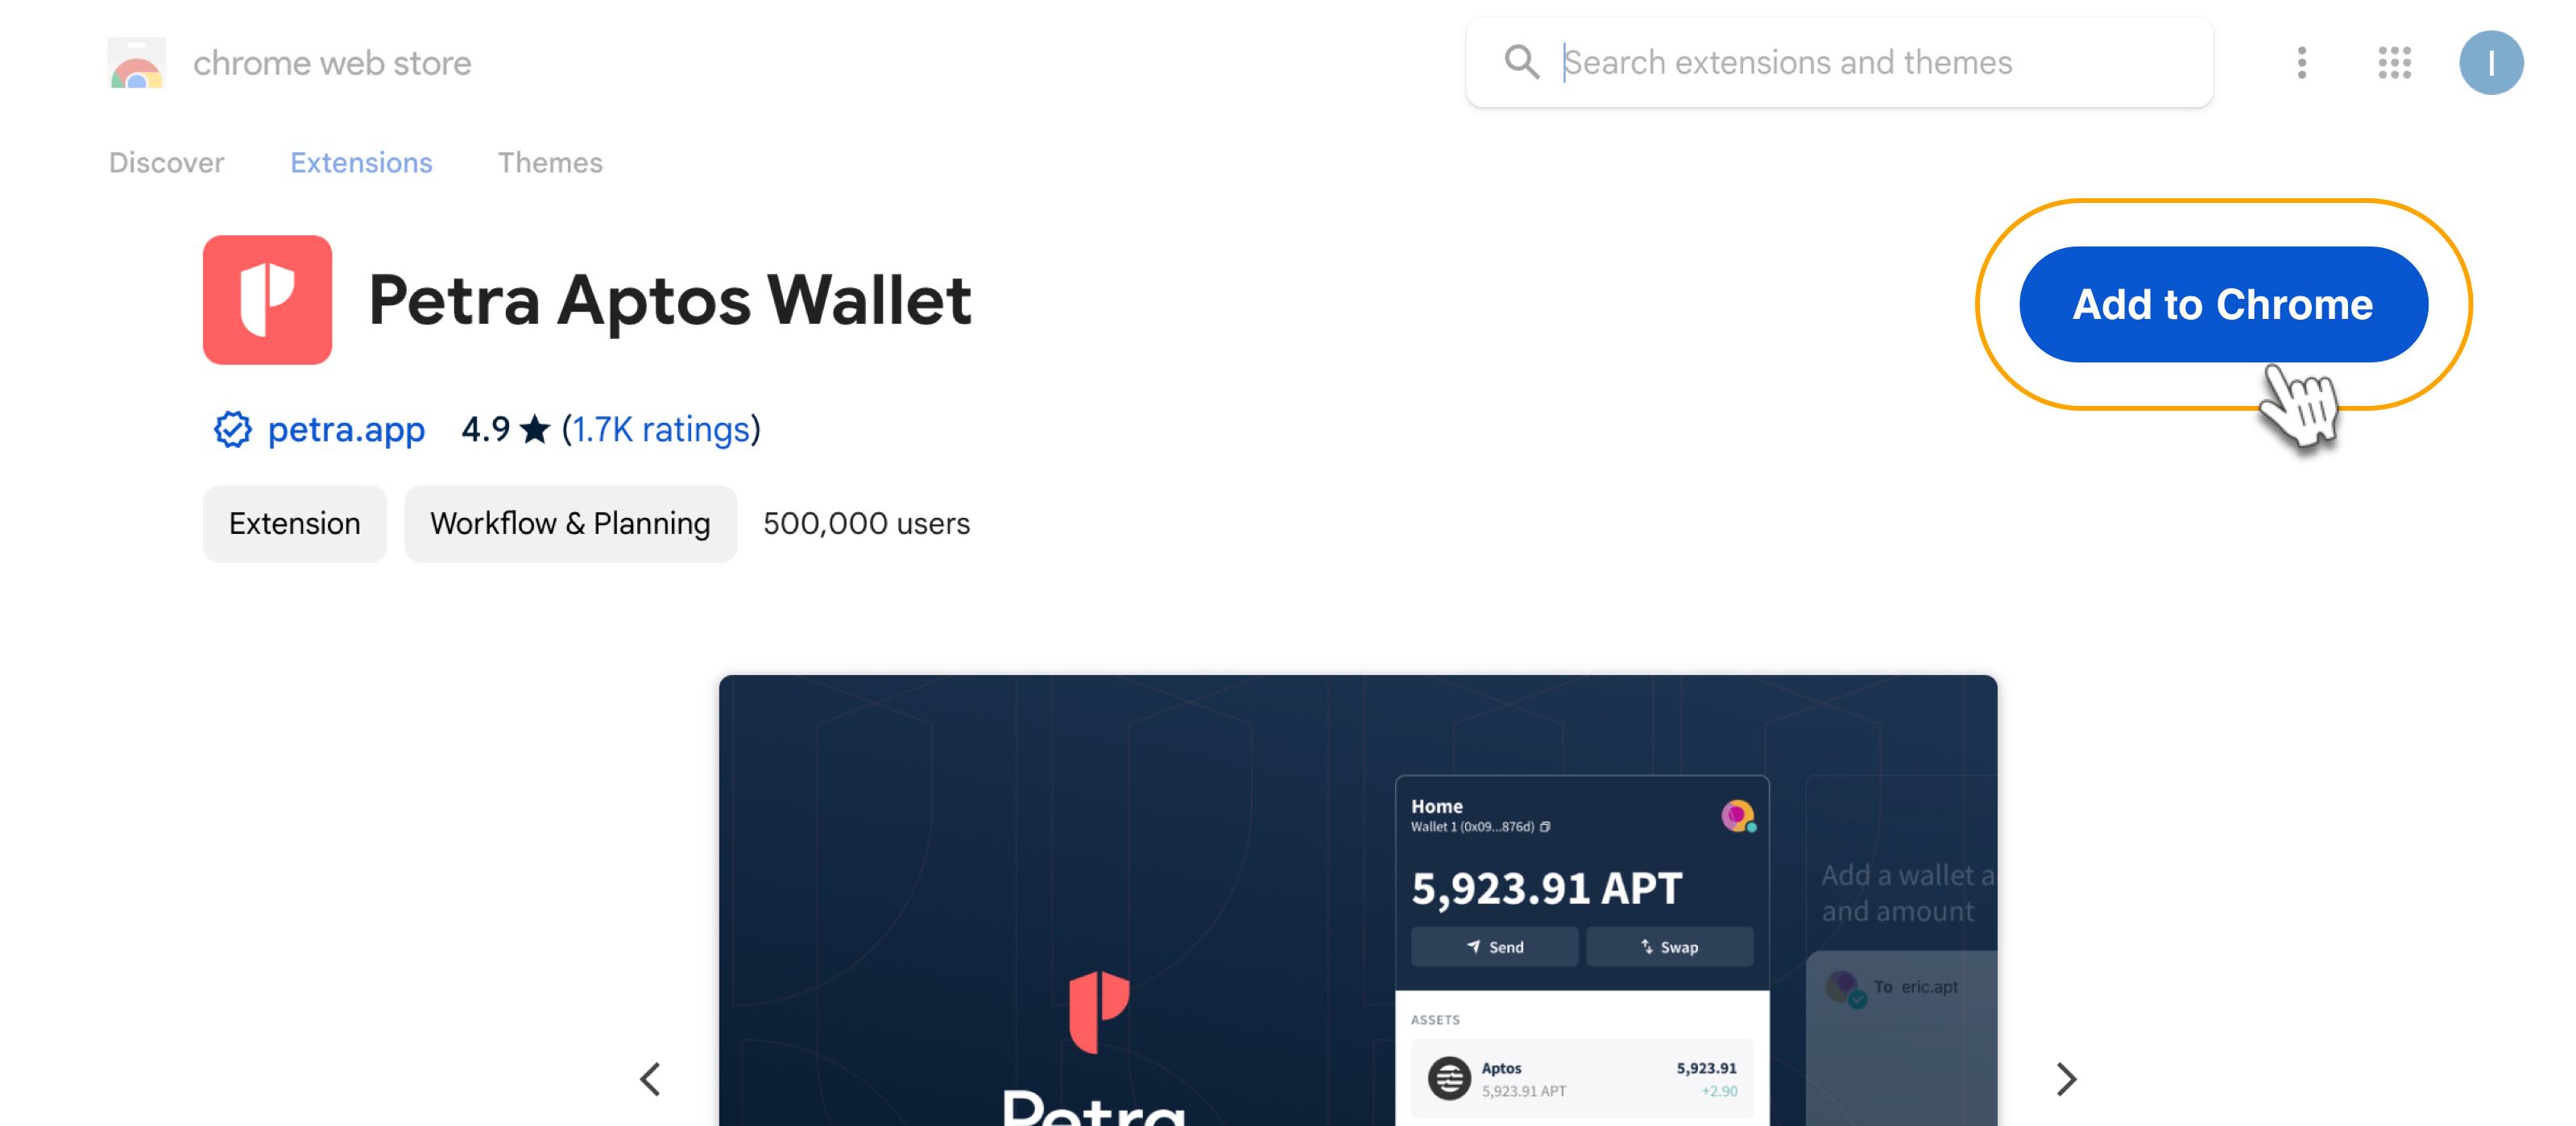 chrome web store
Search extensions and themes
I
Discover Extensions Themes
Petra Aptos Wallet
Add to Chrome
petra.app 4.9 ★ (1.7K ratings)
Extension Workflow & Planning 500,000 users
Home
Wallet 1 (0x09...876d)
5,923.91 APT
Send Swap
Add a wallet a
and amount
To eric.apt
ASSETS
Aptos 5,923.91
5,923.91 APT +2.90
Petra